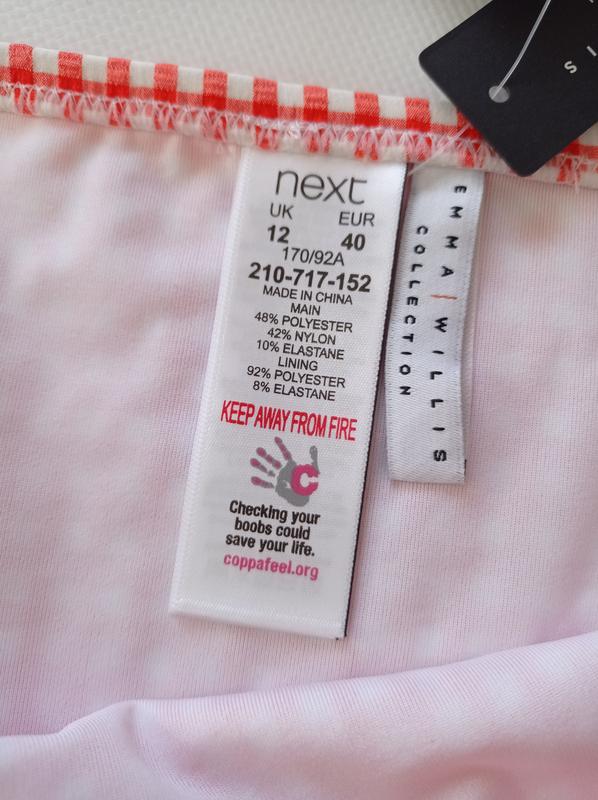 next
UK EUR
12 40
170/92A
210-717-152
MADE IN CHINA
MAIN
48% POLYESTER
42% NYLON
10% ELASTANE
LINING
92% POLYESTER
8% ELASTANE
KEEP AWAY FROM FIRE
C
Checking your
boobs could
save your life.
coppafeel.org
EMMA|WILLIS
COLLECTION
S I